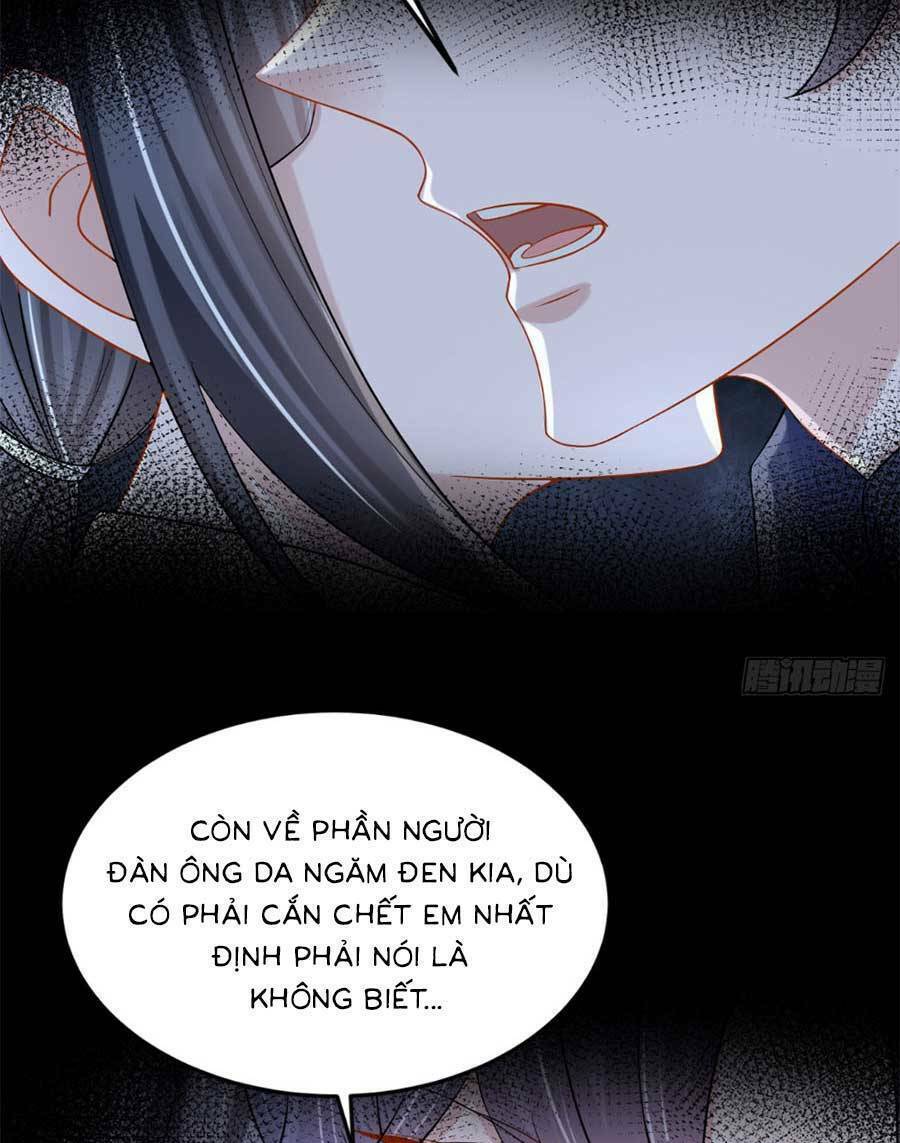 腾讯动漫
CÒN VỀ PHẦN NGƯỜI
ĐÀN ÔNG DA NGĂM ĐEN KIA, DÙ
CÓ PHẢI CẮN CHẾT EM NHẤT
ĐỊNH PHẢI NÓI LÀ
KHÔNG BIẾT...